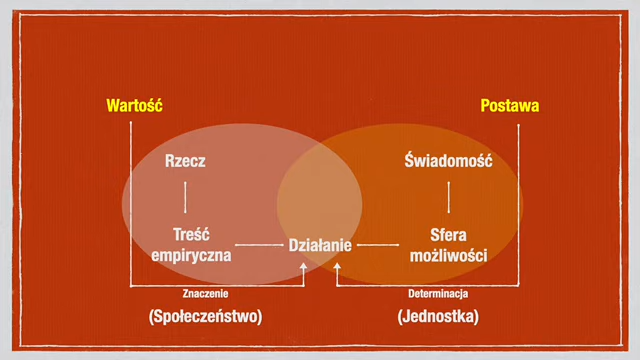 Wartość
Postawa
Rzecz
Świadomość
Treść
empiryczna
Działanie
Sfera
możliwości
Znaczenie
Determinacja
(Społeczeństwo)
(Jednostka)